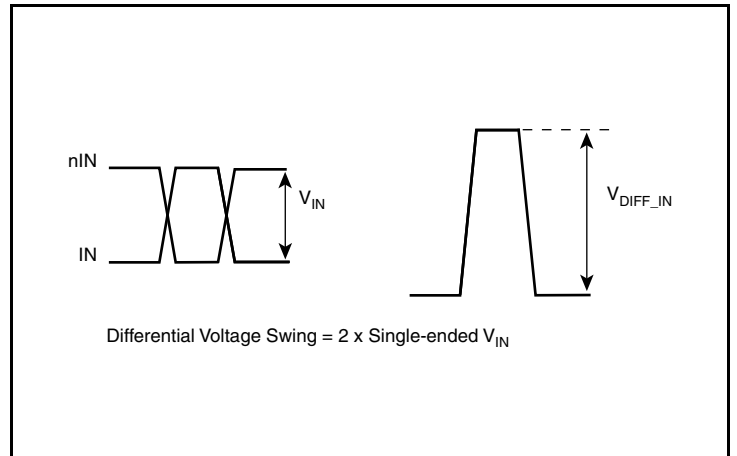 nIN
V_IN
IN
V_DIFF_IN
Differential Voltage Swing = 2 x Single-ended V_IN